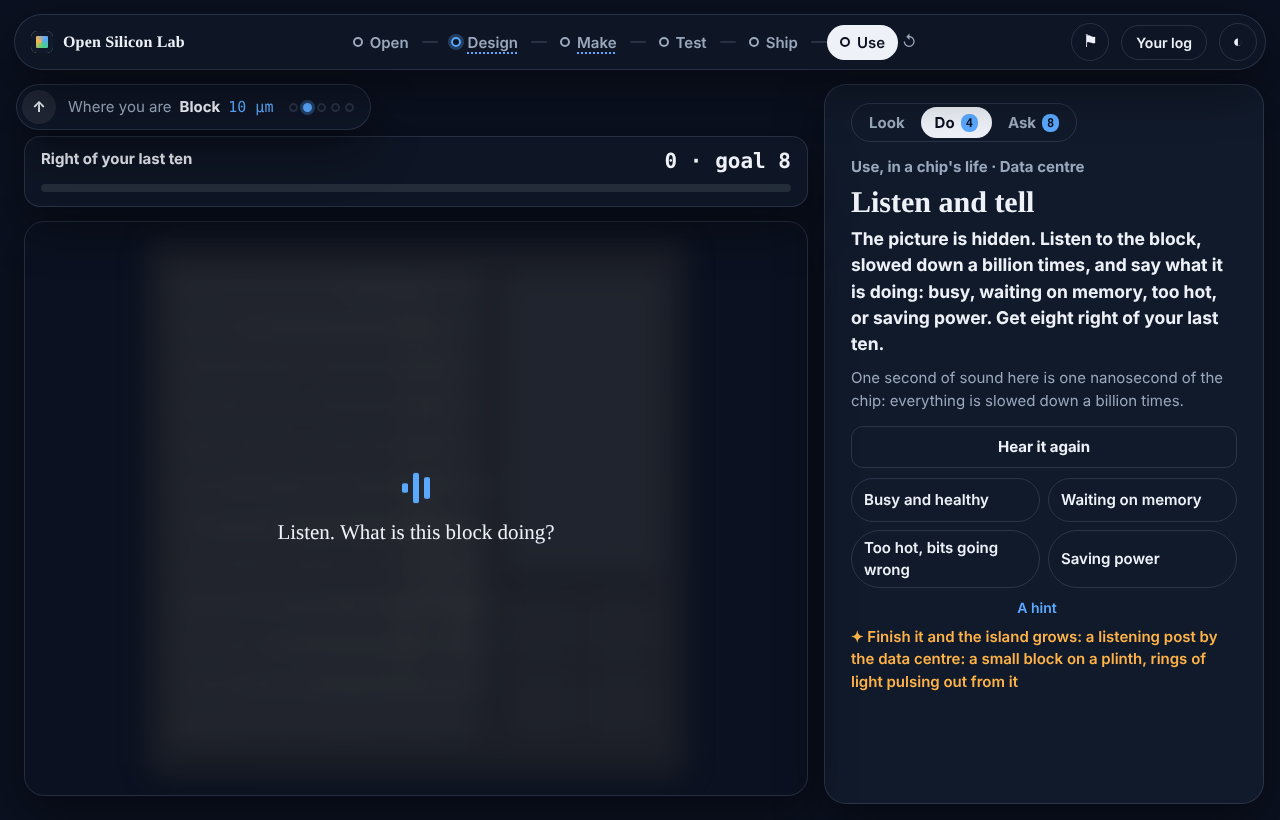 Open Silicon Lab
Open
Design
Make
Test
Ship
Use
Your log
Where you are Block 10 µm
Right of your last ten
0 · goal 8
Listen. What is this block doing?
Look
Do 4
Ask 8
Use, in a chip's life · Data centre
Listen and tell
The picture is hidden. Listen to the block,
slowed down a billion times, and say what it
is doing: busy, waiting on memory, too hot,
or saving power. Get eight right of your last
ten.
One second of sound here is one nanosecond of the
chip: everything is slowed down a billion times.
Hear it again
Busy and healthy
Waiting on memory
Too hot, bits going
wrong
Saving power
A hint
✦ Finish it and the island grows: a listening post by
the data centre: a small block on a plinth, rings of
light pulsing out from it